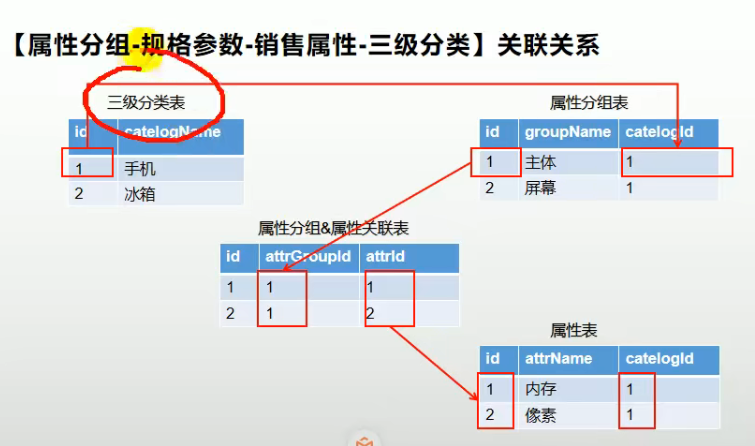 【属性分组-规格参数-销售属性-三级分类】关联关系
三级分类表
id catelogName
1 手机
2 冰箱
属性分组表
id groupName catelogId
1 主体 1
2 屏幕 1
属性分组&属性关联表
id attrGroupId attrId
1 1 1
2 1 2
属性表
id attrName catelogId
1 内存 1
2 像素 1